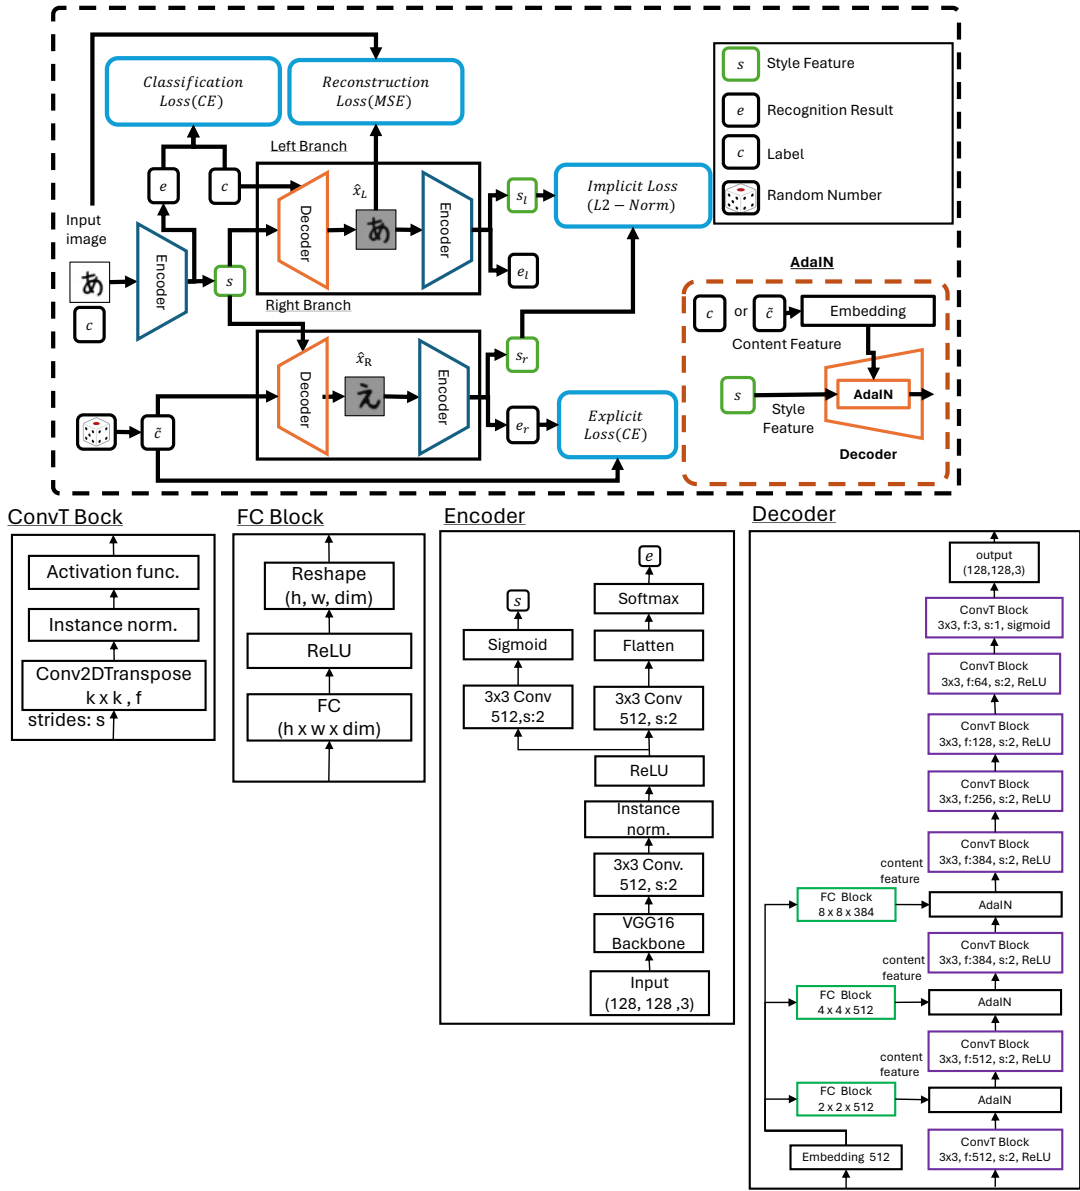 Classification
Loss(CE)
Reconstruction
Loss(MSE)
s
Style Feature
e
Recognition Result
c
Label
Random Number
Left Branch
e
c
x̂L
Decoder
あ
Encoder
sl
el
Implicit Loss
(L2 − Norm)
Input
image
あ
c
Encoder
s
Right Branch
x̂R
Decoder
え
Encoder
sr
er
Explicit
Loss(CE)
c̃
AdaIN
c or c̃
Embedding
Content Feature
s
Style
Feature
AdaIN
Decoder
ConvT Bock
Activation func.
Instance norm.
Conv2DTranspose
k x k , f
strides: s
FC Block
Reshape
(h, w, dim)
ReLU
FC
(h x w x dim)
Encoder
e
s
Softmax
Sigmoid
Flatten
3x3 Conv
512,s:2
3x3 Conv
512, s:2
ReLU
Instance
norm.
3x3 Conv.
512, s:2
VGG16
Backbone
Input
(128, 128 ,3)
Decoder
output
(128,128,3)
ConvT Block
3x3, f:3, s:1, sigmoid
ConvT Block
3x3, f:64, s:2, ReLU
ConvT Block
3x3, f:128, s:2, ReLU
ConvT Block
3x3, f:256, s:2, ReLU
ConvT Block
3x3, f:384, s:2, ReLU
content
feature
FC Block
8 x 8 x 384
AdaIN
ConvT Block
3x3, f:384, s:2, ReLU
content
feature
FC Block
4 x 4 x 512
AdaIN
ConvT Block
3x3, f:512, s:2, ReLU
content
feature
FC Block
2 x 2 x 512
AdaIN
ConvT Block
3x3, f:512, s:2, ReLU
Embedding 512